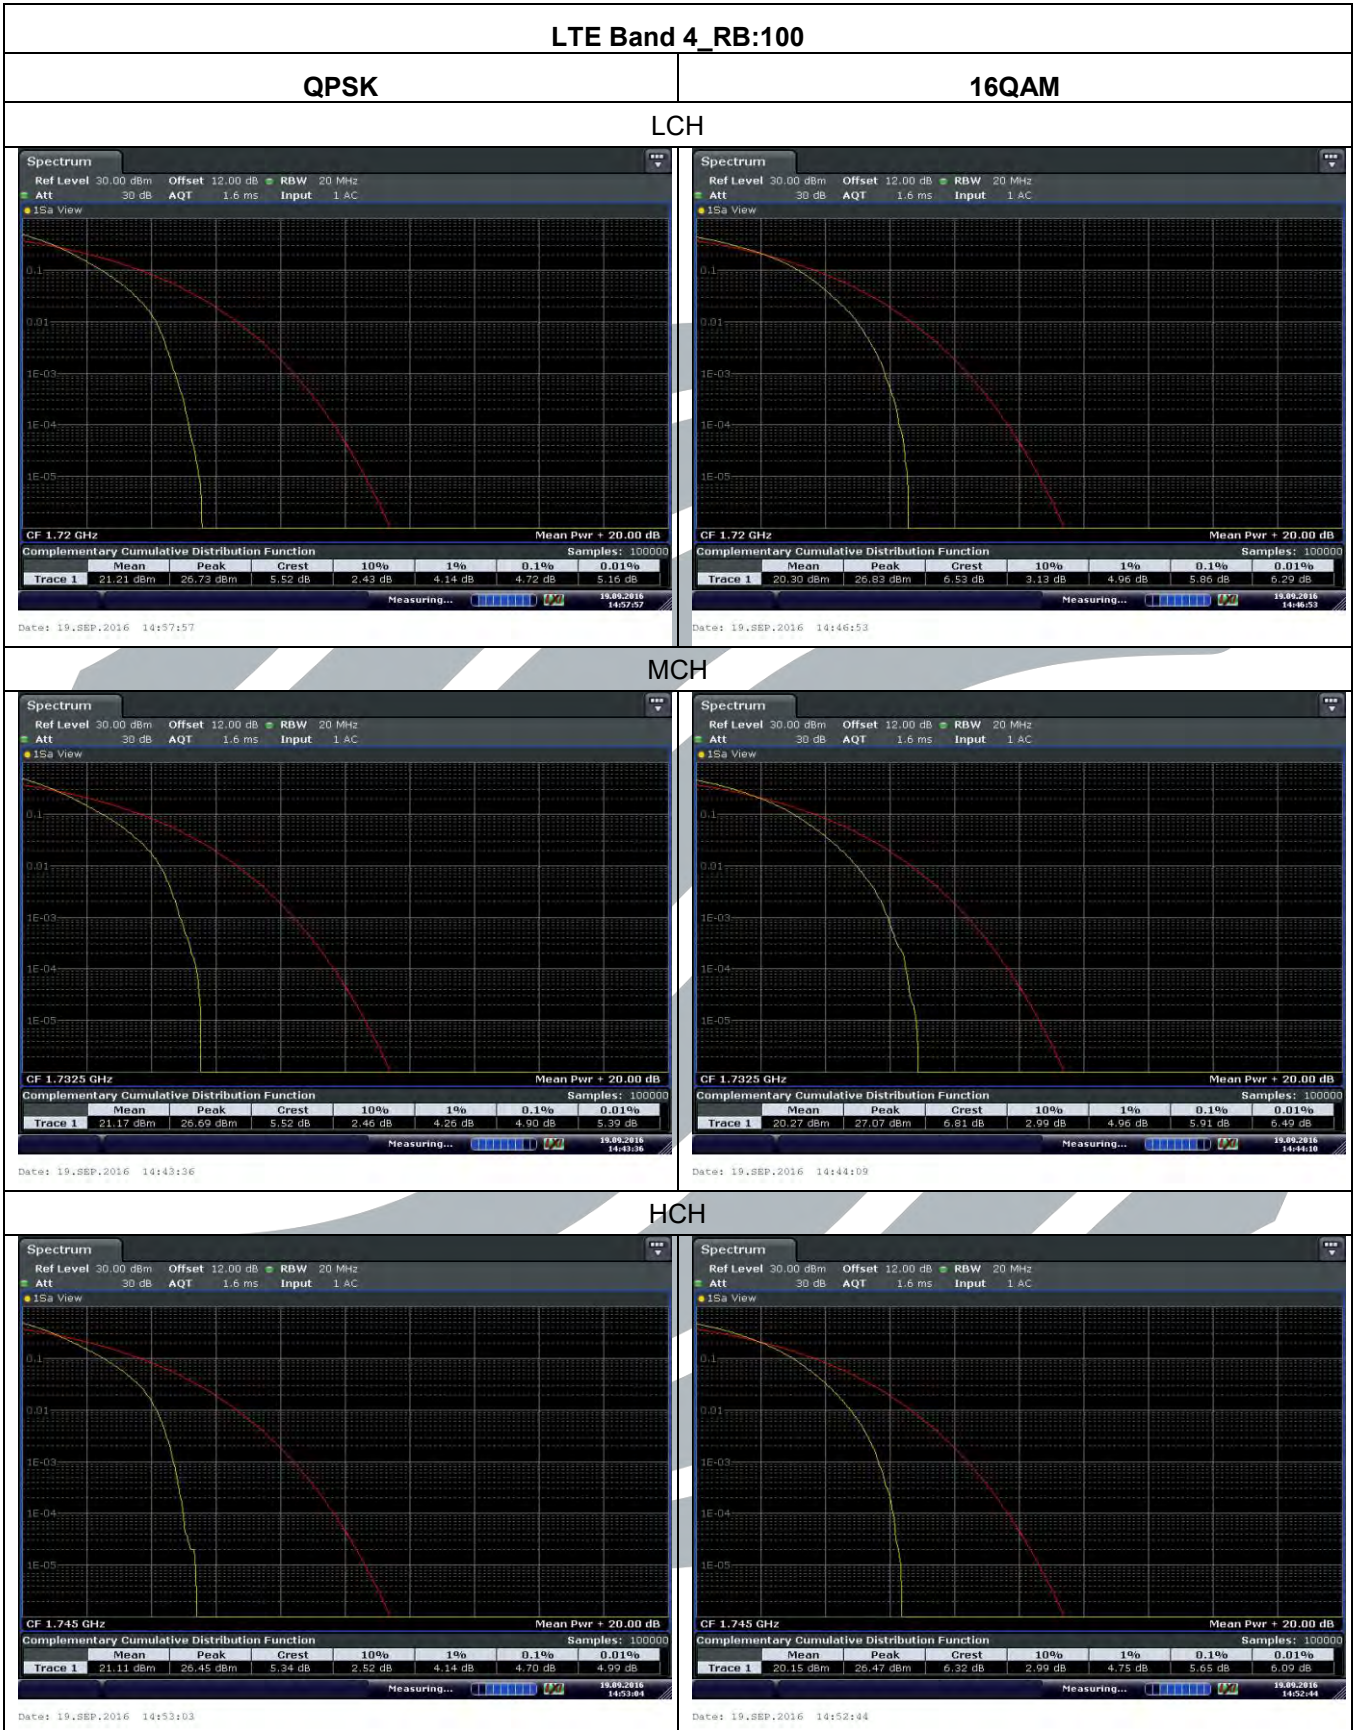 LTE Band 4_RB:100
QPSK 16QAM
LCH
Spectrum
Ref Level 30.00 dBm Offset 12.00 dB RBW 20 MHz
Att 30 dB AQT 1.6 ms Input 1 AC
1Sa View
0.1
0.01
1E-03
1E-04
1E-05
CF 1.72 GHz Mean Pwr + 20.00 dB
Complementary Cumulative Distribution Function Samples: 100000
Mean Peak Crest 10% 1% 0.1% 0.01%
Trace 1 21.21 dBm 26.73 dBm 5.52 dB 2.43 dB 4.14 dB 4.72 dB 5.16 dB
Measuring... 19.09.2016
14:57:57
Date: 19.SEP.2016 14:57:57
Spectrum
Ref Level 30.00 dBm Offset 12.00 dB RBW 20 MHz
Att 30 dB AQT 1.6 ms Input 1 AC
1Sa View
0.1
0.01
1E-03
1E-04
1E-05
CF 1.72 GHz Mean Pwr + 20.00 dB
Complementary Cumulative Distribution Function Samples: 100000
Mean Peak Crest 10% 1% 0.1% 0.01%
Trace 1 20.30 dBm 26.83 dBm 6.53 dB 3.13 dB 4.96 dB 5.86 dB 6.29 dB
Measuring... 19.09.2016
14:46:53
Date: 19.SEP.2016 14:46:53
MCH
Spectrum
Ref Level 30.00 dBm Offset 12.00 dB RBW 20 MHz
Att 30 dB AQT 1.6 ms Input 1 AC
1Sa View
0.1
0.01
1E-03
1E-04
1E-05
CF 1.7325 GHz Mean Pwr + 20.00 dB
Complementary Cumulative Distribution Function Samples: 100000
Mean Peak Crest 10% 1% 0.1% 0.01%
Trace 1 21.17 dBm 26.69 dBm 5.52 dB 2.46 dB 4.26 dB 4.90 dB 5.39 dB
Measuring... 19.09.2016
14:43:36
Date: 19.SEP.2016 14:43:36
Spectrum
Ref Level 30.00 dBm Offset 12.00 dB RBW 20 MHz
Att 30 dB AQT 1.6 ms Input 1 AC
1Sa View
0.1
0.01
1E-03
1E-04
1E-05
CF 1.7325 GHz Mean Pwr + 20.00 dB
Complementary Cumulative Distribution Function Samples: 100000
Mean Peak Crest 10% 1% 0.1% 0.01%
Trace 1 20.27 dBm 27.07 dBm 6.81 dB 2.99 dB 4.96 dB 5.91 dB 6.49 dB
Measuring... 19.09.2016
14:44:10
Date: 19.SEP.2016 14:44:09
HCH
Spectrum
Ref Level 30.00 dBm Offset 12.00 dB RBW 20 MHz
Att 30 dB AQT 1.6 ms Input 1 AC
1Sa View
0.1
0.01
1E-03
1E-04
1E-05
CF 1.745 GHz Mean Pwr + 20.00 dB
Complementary Cumulative Distribution Function Samples: 100000
Mean Peak Crest 10% 1% 0.1% 0.01%
Trace 1 21.11 dBm 26.45 dBm 5.34 dB 2.52 dB 4.14 dB 4.70 dB 4.99 dB
Measuring... 19.09.2016
14:53:04
Date: 19.SEP.2016 14:53:03
Spectrum
Ref Level 30.00 dBm Offset 12.00 dB RBW 20 MHz
Att 30 dB AQT 1.6 ms Input 1 AC
1Sa View
0.1
0.01
1E-03
1E-04
1E-05
CF 1.745 GHz Mean Pwr + 20.00 dB
Complementary Cumulative Distribution Function Samples: 100000
Mean Peak Crest 10% 1% 0.1% 0.01%
Trace 1 20.15 dBm 26.47 dBm 6.32 dB 2.99 dB 4.75 dB 5.65 dB 6.09 dB
Measuring... 19.09.2016
14:52:44
Date: 19.SEP.2016 14:52:44